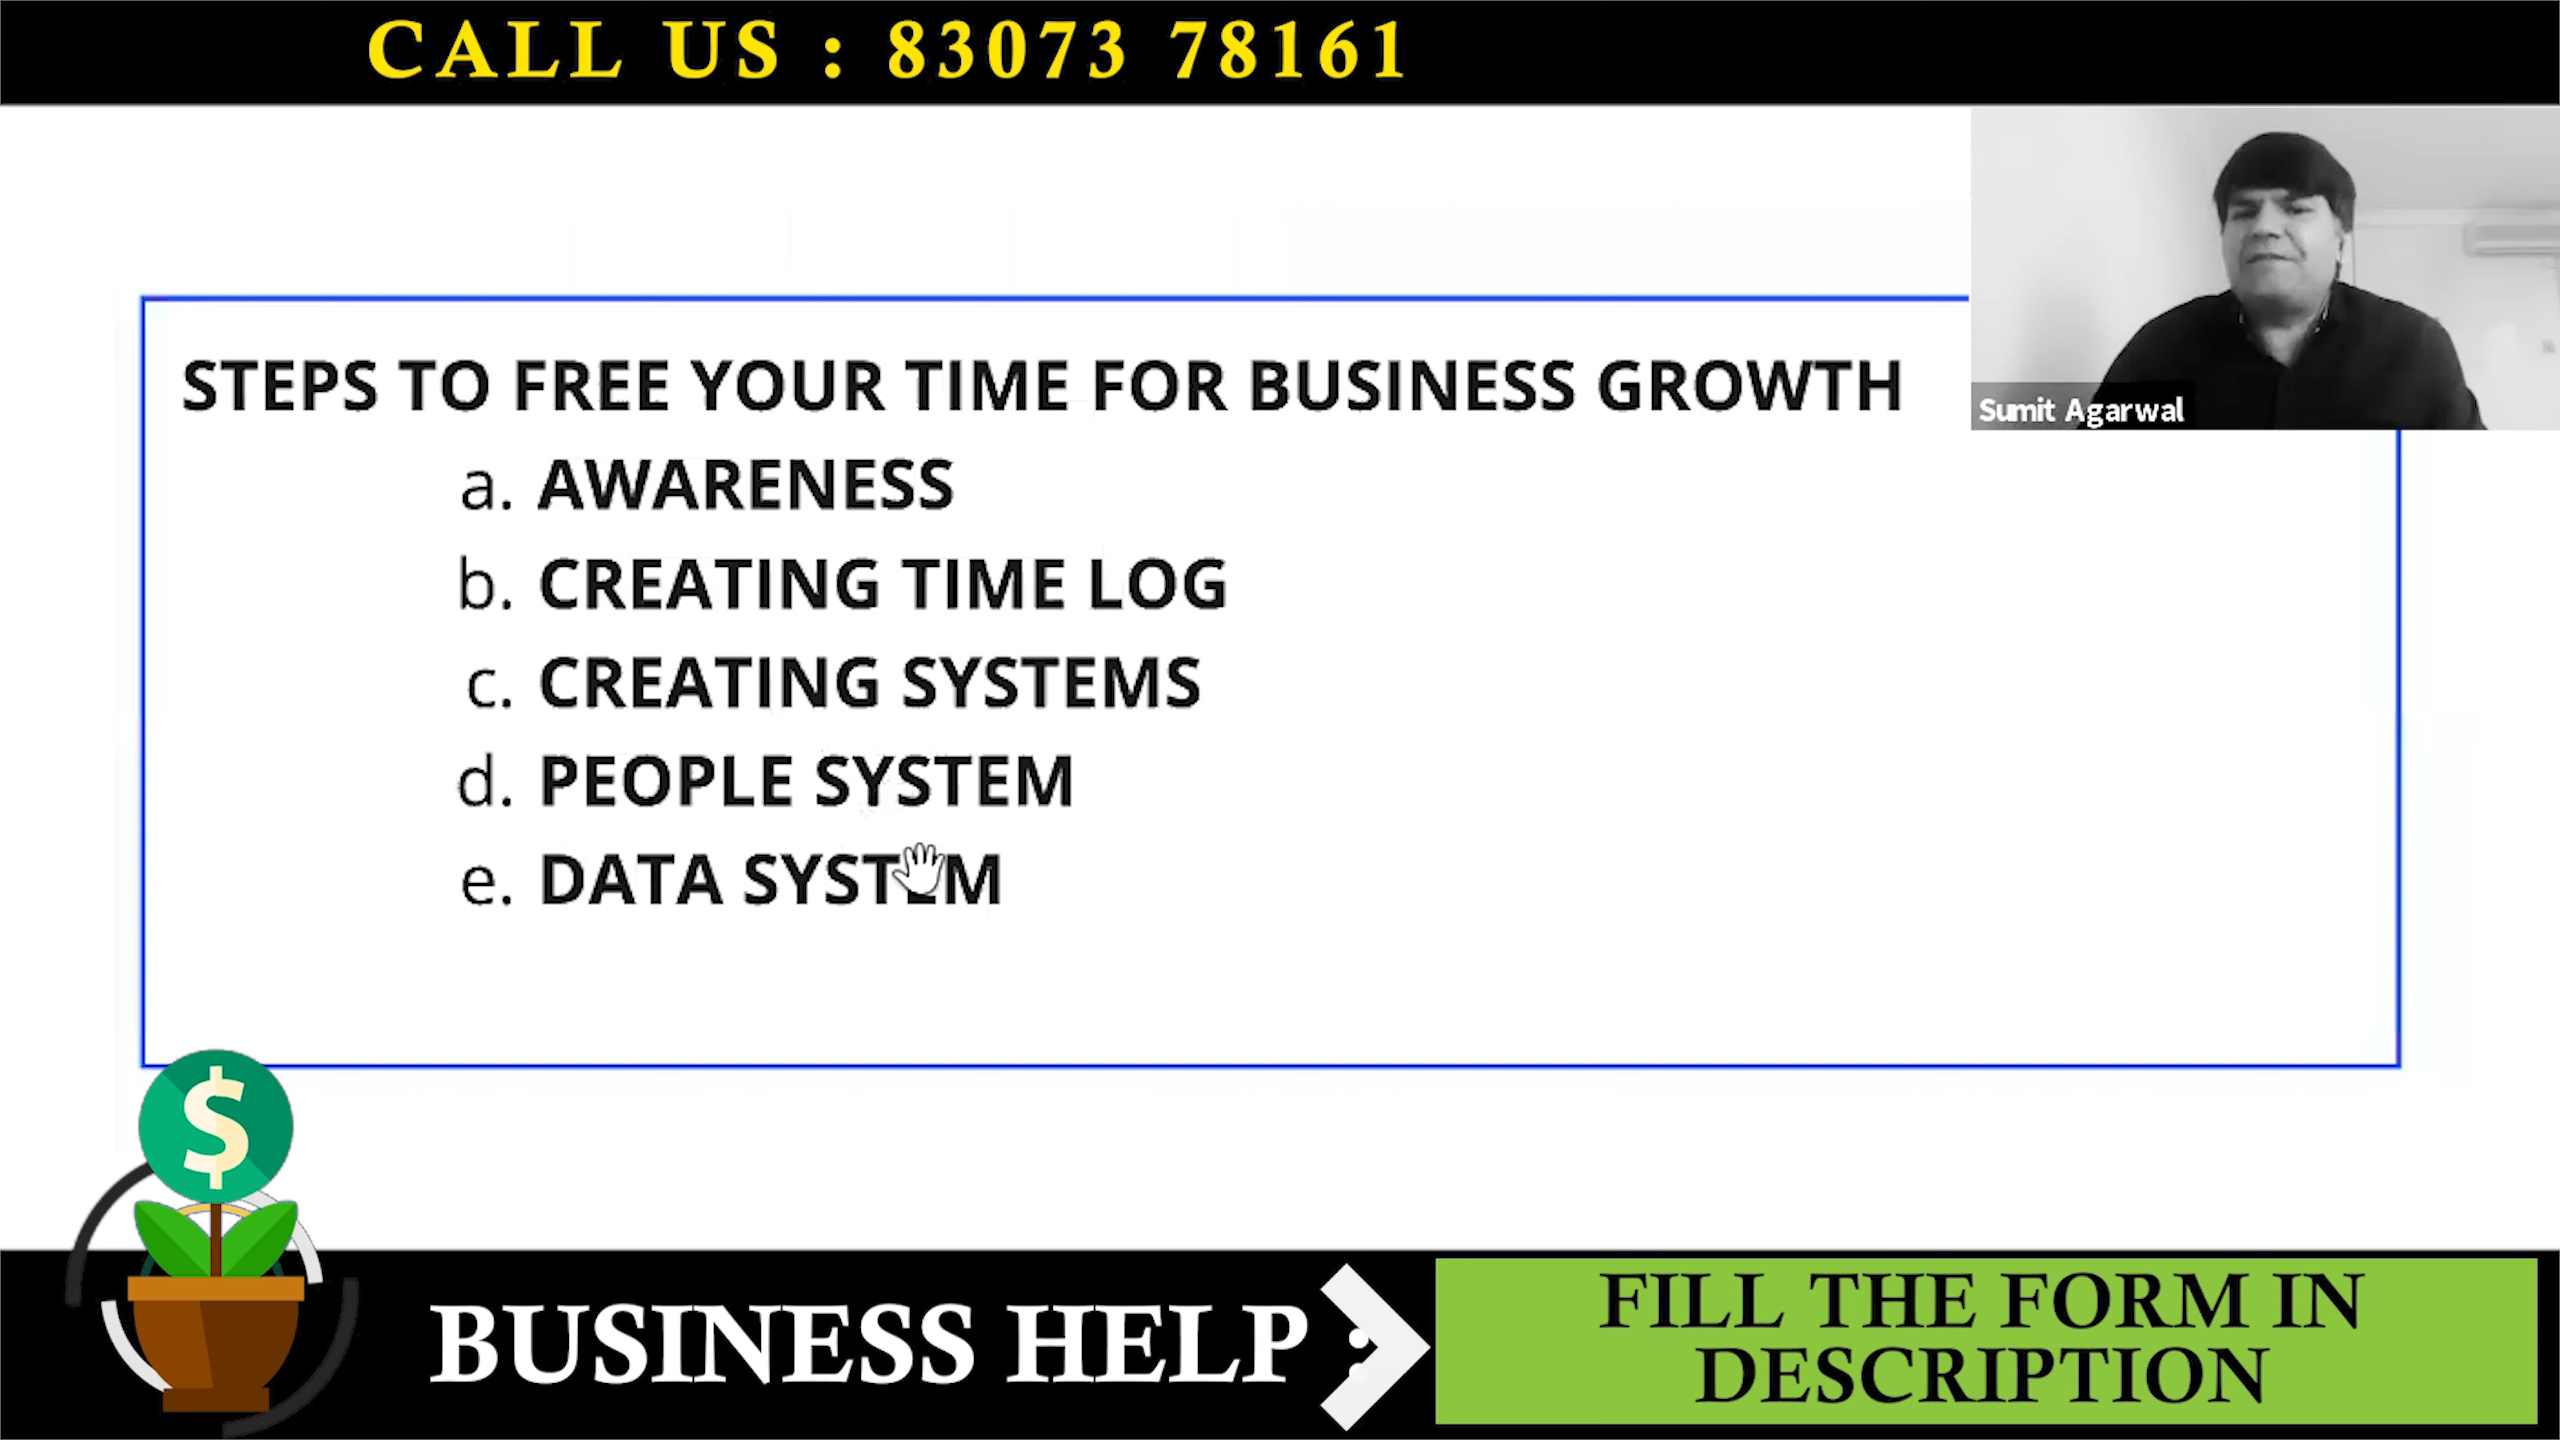 CALL US : 83073 78161
Sumit Agarwal
STEPS TO FREE YOUR TIME FOR BUSINESS GROWTH
a. AWARENESS
b. CREATING TIME LOG
c. CREATING SYSTEMS
d. PEOPLE SYSTEM
e. DATA SYSTEM
$
BUSINESS HELP :
FILL THE FORM IN
DESCRIPTION